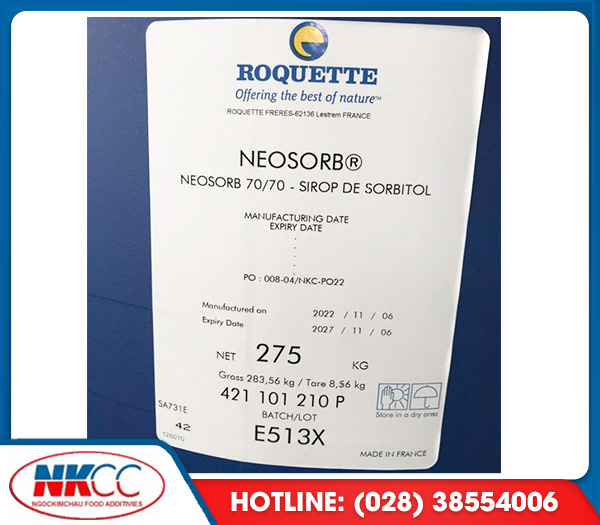 ROQUETTE
Offering the best of nature™
ROQUETTE FRERES-62136 Lestrem FRANCE
NEOSORB®
NEOSORB 70/70 - SIROP DE SORBITOL
MANUFACTURING DATE
EXPIRY DATE
:
:
PO : 008-04/NKC-PO22
Manufactured on 2022 / 11 / 06
Expiry Date 2027 / 11 / 06
NET 275 KG
Gross 283,56 kg / Tare 8,56 kg
421 101 210 P
Store in a dry area
SA731E
BATCH/LOT
42
E513X
126070
MADE IN FRANCE
NKCC
NGOCKIMCHAU FOOD ADDITIVIES
HOTLINE: (028) 38554006